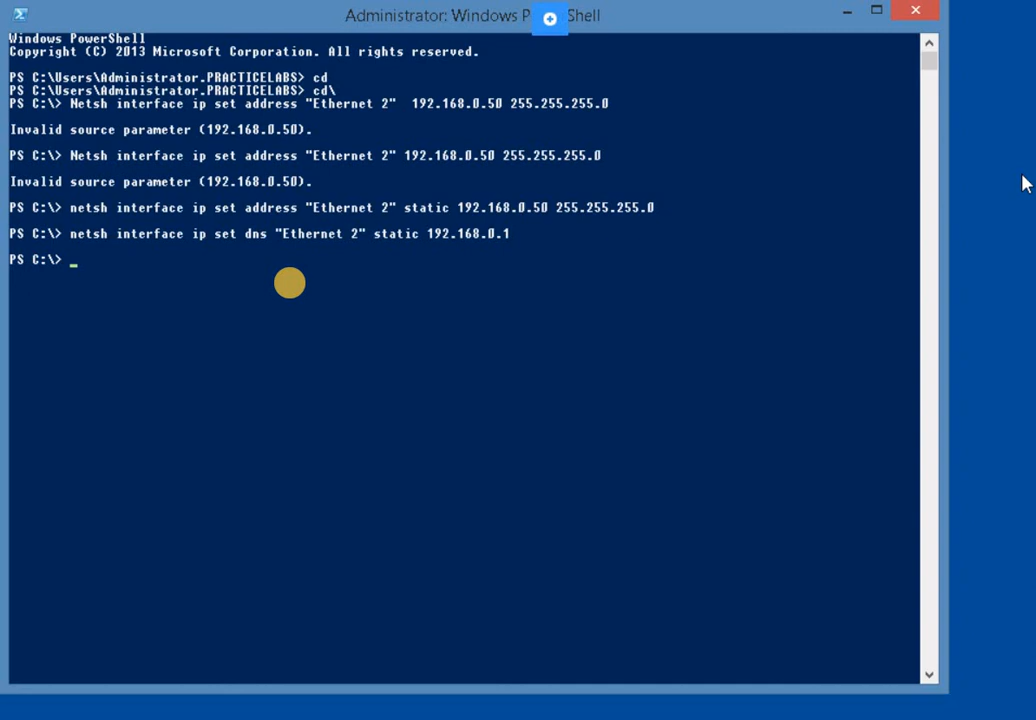 Administrator: Windows P Shell
Windows PowerShell
Copyright (C) 2013 Microsoft Corporation. All rights reserved.
PS C:\Users\Administrator.PRACTICELABS> cd
PS C:\Users\Administrator.PRACTICELABS> cd\
PS C:\> Netsh interface ip set address "Ethernet 2"  192.168.0.50 255.255.255.0
Invalid source parameter (192.168.0.50).
PS C:\> Netsh interface ip set address "Ethernet 2" 192.168.0.50 255.255.255.0
Invalid source parameter (192.168.0.50).
PS C:\> netsh interface ip set address "Ethernet 2" static 192.168.0.50 255.255.255.0
PS C:\> netsh interface ip set dns "Ethernet 2" static 192.168.0.1
PS C:\> _